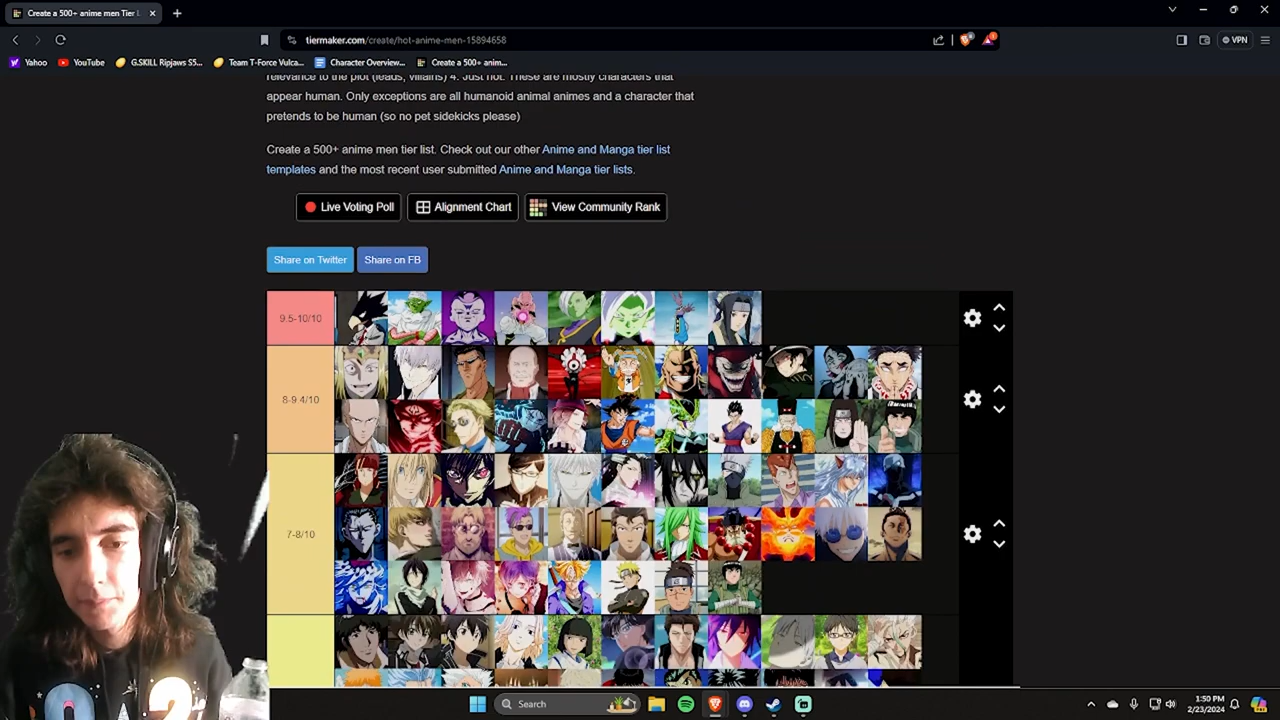 Create a 500+ anime men Tier l
tiermaker.com/create/hot-anime-men-15894658
VPN
Yahoo
YouTube
G.SKILL Ripjaws S5...
Team T-Force Vulca...
Character Overview...
Create a 500+ anim...
relevance to the plot (leads, villains) 4. Just hot. These are mostly characters that
appear human. Only exceptions are all humanoid animal animes and a character that
pretends to be human (so no pet sidekicks please)
Create a 500+ anime men tier list. Check out our other Anime and Manga tier list
templates and the most recent user submitted Anime and Manga tier lists.
Live Voting Poll
Alignment Chart
View Community Rank
Share on Twitter
Share on FB
9.5-10/10
8-9 4/10
7-8/10
Search
1:50 PM
2/23/2024